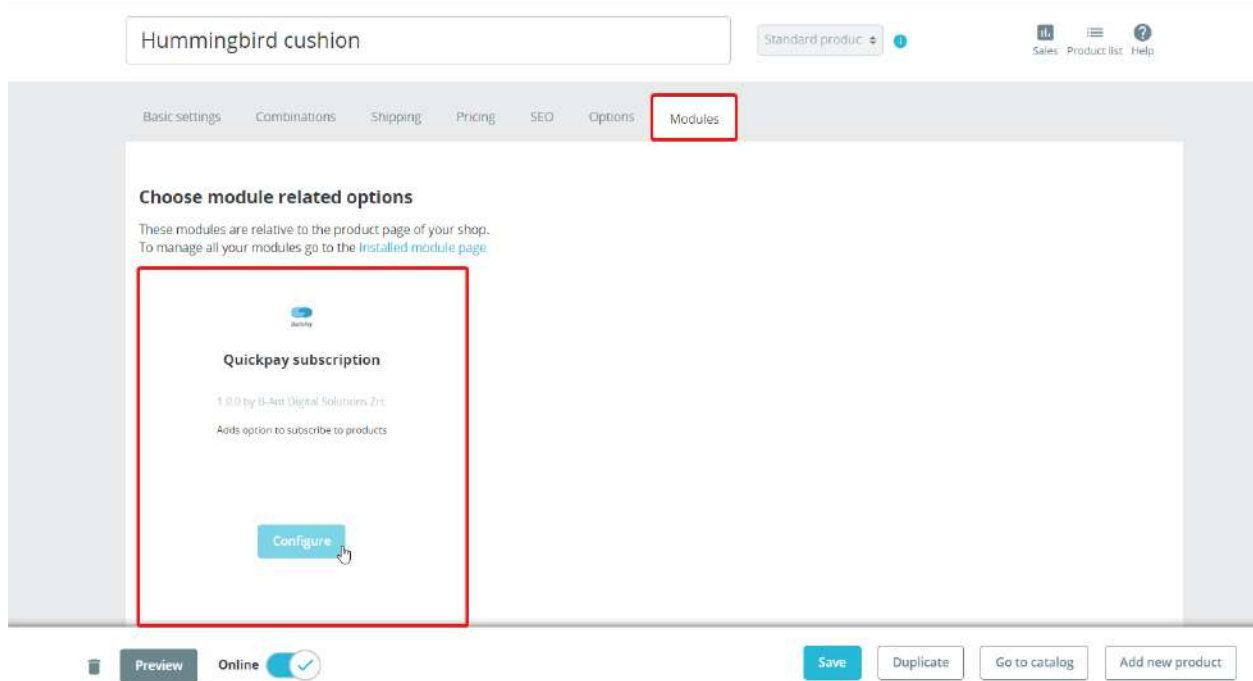 Hummingbird cushion
Standard produc
Sales Product list Help
Basic settings Combinations Shipping Pricing SEO Options Modules
Choose module related options
These modules are relative to the product page of your shop.
To manage all your modules go to the Installed module page
Quickpay subscription
1.0.0 by B-Ant Digital Solutions Zrt.
Adds option to subscribe to products
Configure
Preview Online Save Duplicate Go to catalog Add new product